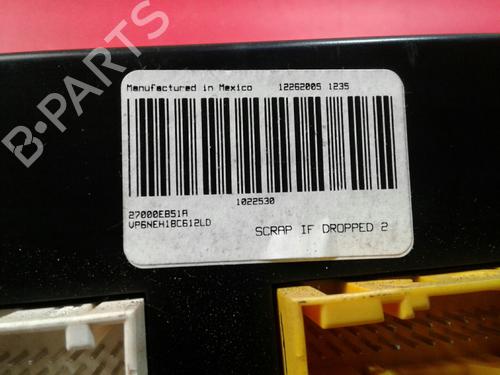 Manufactured in Mexico 12262005 1235
1022530
27000EB51A
VP6NEH18C612LD
SCRAP IF DROPPED 2
B-PARTS